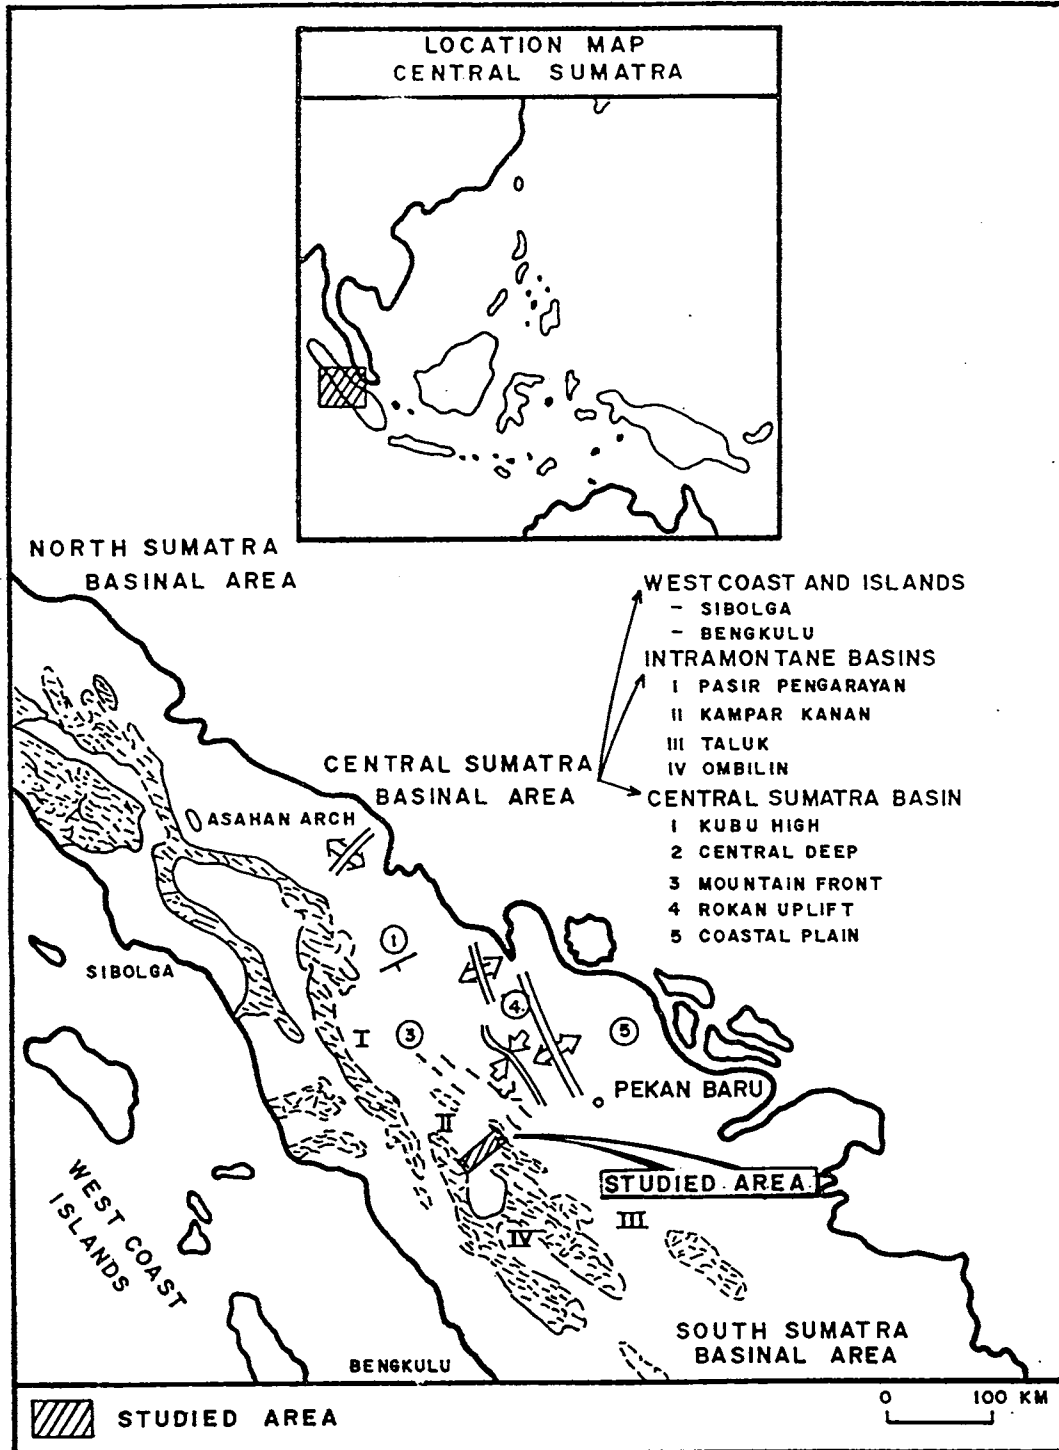 LOCATION MAP
CENTRAL SUMATRA
NORTH SUMATRA
BASINAL AREA
WEST COAST AND ISLANDS
- SIBOLGA
- BENGKULU
INTRAMONTANE BASINS
I PASIR PENGARAYAN
II KAMPAR KANAN
III TALUK
IV OMBILIN
CENTRAL SUMATRA
BASINAL AREA
CENTRAL SUMATRA BASIN
1 KUBU HIGH
2 CENTRAL DEEP
3 MOUNTAIN FRONT
4 ROKAN UPLIFT
5 COASTAL PLAIN
ASAHAN ARCH
1
SIBOLGA
4
I
3
5
PEKAN BARU
II
STUDIED AREA
III
IV
WEST COAST
ISLANDS
SOUTH SUMATRA
BASINAL AREA
BENGKULU
STUDIED AREA
0 100 KM